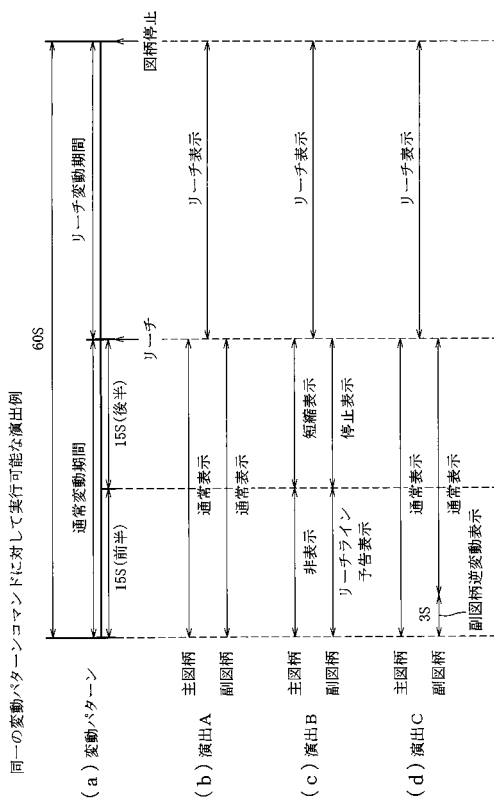 同一の変動パターンコマンドに対して実行可能な演出例
60S
(a)変動パターン
通常変動期間
リーチ変動期間
15S(前半)
15S(後半)
リーチ
図柄停止
(b)演出A
主図柄
通常表示
リーチ表示
副図柄
通常表示
(c)演出B
主図柄
非表示
短縮表示
リーチ表示
副図柄
リーチライン
予告表示
停止表示
(d)演出C
主図柄
通常表示
リーチ表示
副図柄
3S
通常表示
副図柄逆変動表示